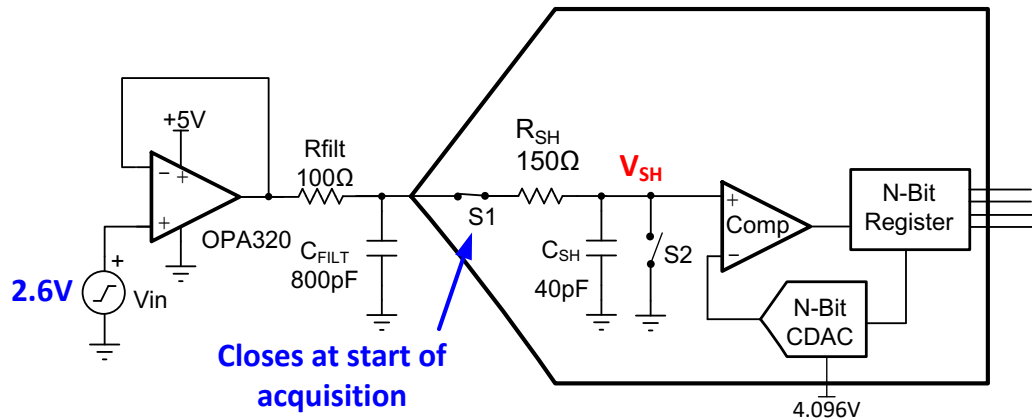 +5V
−
+
+
OPA320
2.6V
+
Vin
Rfilt
100Ω
CFILT
800pF
S1
Closes at start of
acquisition
RSH
150Ω
VSH
CSH
40pF
S2
+
Comp
−
N-Bit
Register
N-Bit
CDAC
4.096V